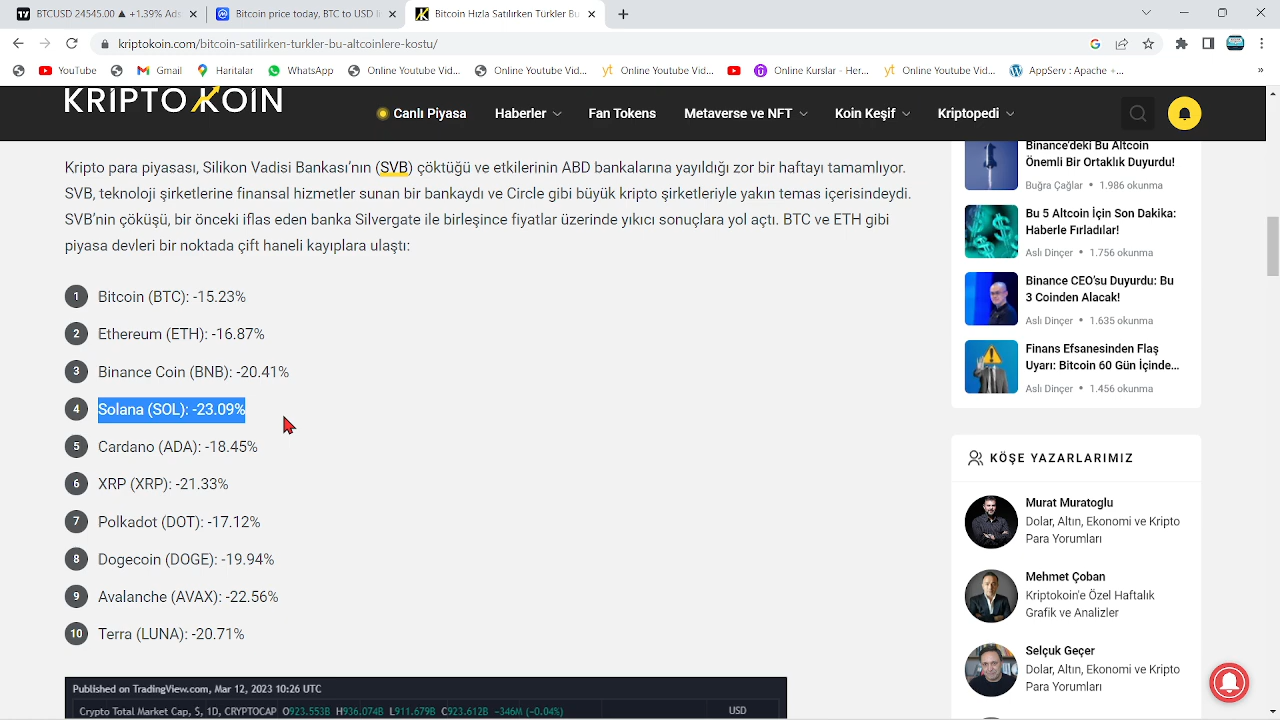 BTCUSD 24545.00 ▲ +1.39% Ads
Bitcoin price today, BTC to USD li
Bitcoin Hızla Satılırken Türkler Bu
kriptokoin.com/bitcoin-satilirken-turkler-bu-altcoinlere-kostu/
YouTube
Gmail
Haritalar
WhatsApp
Online Youtube Vid...
Online Youtube Vid...
Online Youtube Vid...
Online Kurslar - Her...
Online Youtube Vid...
AppServ : Apache +...
»
KRIPTOKOIN
Canlı Piyasa
Haberler
Fan Tokens
Metaverse ve NFT
Koin Keşif
Kriptopedi
Kripto para piyasası, Silikon Vadisi Bankası’nın (SVB) çöktüğü ve etkilerinin ABD bankalarına yayıldığı zor bir haftayı tamamlıyor.
SVB, teknoloji şirketlerine finansal hizmetler sunan bir bankaydı ve Circle gibi büyük kripto şirketleriyle yakın temas içerisindeydi.
SVB’nin çöküşü, bir önceki iflas eden banka Silvergate ile birleşince fiyatlar üzerinde yıkıcı sonuçlara yol açtı. BTC ve ETH gibi
piyasa devleri bir noktada çift haneli kayıplara ulaştı:
1 Bitcoin (BTC): -15.23%
2 Ethereum (ETH): -16.87%
3 Binance Coin (BNB): -20.41%
4 Solana (SOL): -23.09%
5 Cardano (ADA): -18.45%
6 XRP (XRP): -21.33%
7 Polkadot (DOT): -17.12%
8 Dogecoin (DOGE): -19.94%
9 Avalanche (AVAX): -22.56%
10 Terra (LUNA): -20.71%
Published on TradingView.com, Mar 12, 2023 10:26 UTC
Crypto Total Market Cap, $, 1D, CRYPTOCAP O923.553B H936.074B L911.679B C923.612B −346M (−0.04%)
USD
Binance’deki Bu Altcoin
Önemli Bir Ortaklık Duyurdu!
Buğra Çağlar • 1.986 okunma
Bu 5 Altcoin İçin Son Dakika:
Haberle Fırladılar!
Aslı Dinçer • 1.756 okunma
Binance CEO’su Duyurdu: Bu
3 Coinden Alacak!
Aslı Dinçer • 1.635 okunma
Finans Efsanesinden Flaş
Uyarı: Bitcoin 60 Gün İçinde...
Aslı Dinçer • 1.456 okunma
KÖŞE YAZARLARIMIZ
Murat Muratoglu
Dolar, Altın, Ekonomi ve Kripto
Para Yorumları
Mehmet Çoban
Kriptokoin'e Özel Haftalık
Grafik ve Analizler
Selçuk Geçer
Dolar, Altın, Ekonomi ve Kripto
Para Yorumları